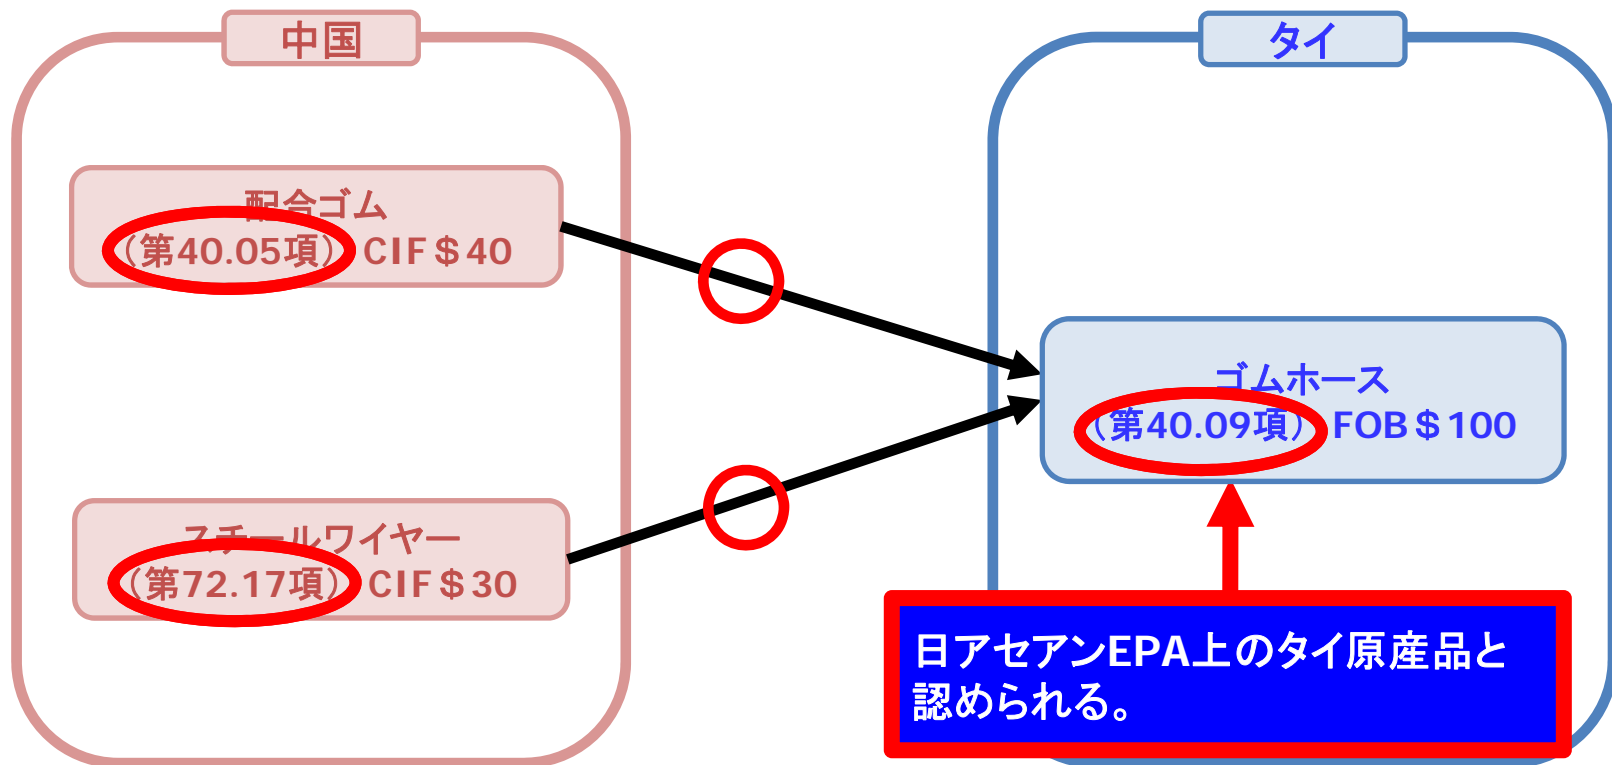 中国
配合ゴム
（第40.05項） CIF＄40
スチールワイヤー
（第72.17項） CIF＄30
タイ
ゴムホース
（第40.09項） FOB＄100
日アセアンEPA上のタイ原産品と
認められる。